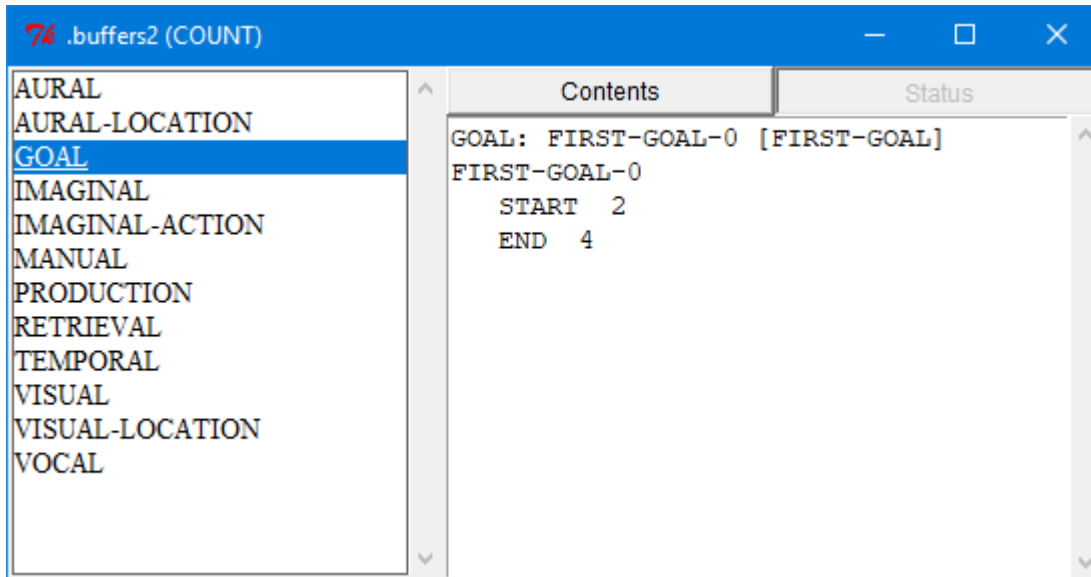 .buffers2 (COUNT)
AURAL
AURAL-LOCATION
GOAL
IMAGINAL
IMAGINAL-ACTION
MANUAL
PRODUCTION
RETRIEVAL
TEMPORAL
VISUAL
VISUAL-LOCATION
VOCAL
Contents Status
GOAL: FIRST-GOAL-0 [FIRST-GOAL]
FIRST-GOAL-0
START 2
END 4